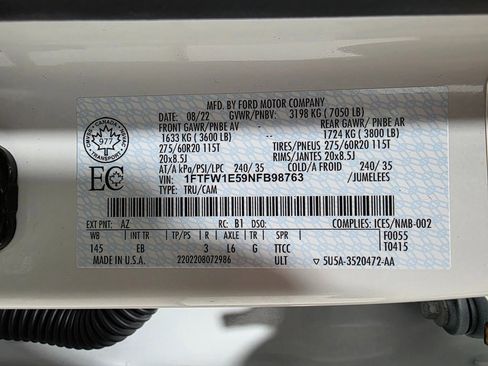 MFD. BY FORD MOTOR COMPANY
DATE: 08/22 GVWR/PNBV: 3198 KG ( 7050 LB)
FRONT GAWR/PNBE AV REAR GAWR/ PNBE AR
1633 KG (3600 LB) 1724 KG ( 3800 LB)
275/60R20 115T TIRES/PNEUS 275/60R20 115T
20x8.5J RIMS/JANTES 20x8.5J
AT/A kPa/PSI/LPC 240/ 35 COLD/A FROID 240/ 35
VIN: 1FTFW1E59NFB98763 /JUMELEES
TYPE: TRU/CAM
CANADA
977
EC
EXT PNT: AZ RC: B1 DSO: COMPLIES: ICES/NMB-002
WB INT TR TP/PS R AXLE TR SPR F0055
145 EB 3 L6 G TTCC T0415
MADE IN U.S.A. 2202208072986 ULT 5U5A-3520472-AA